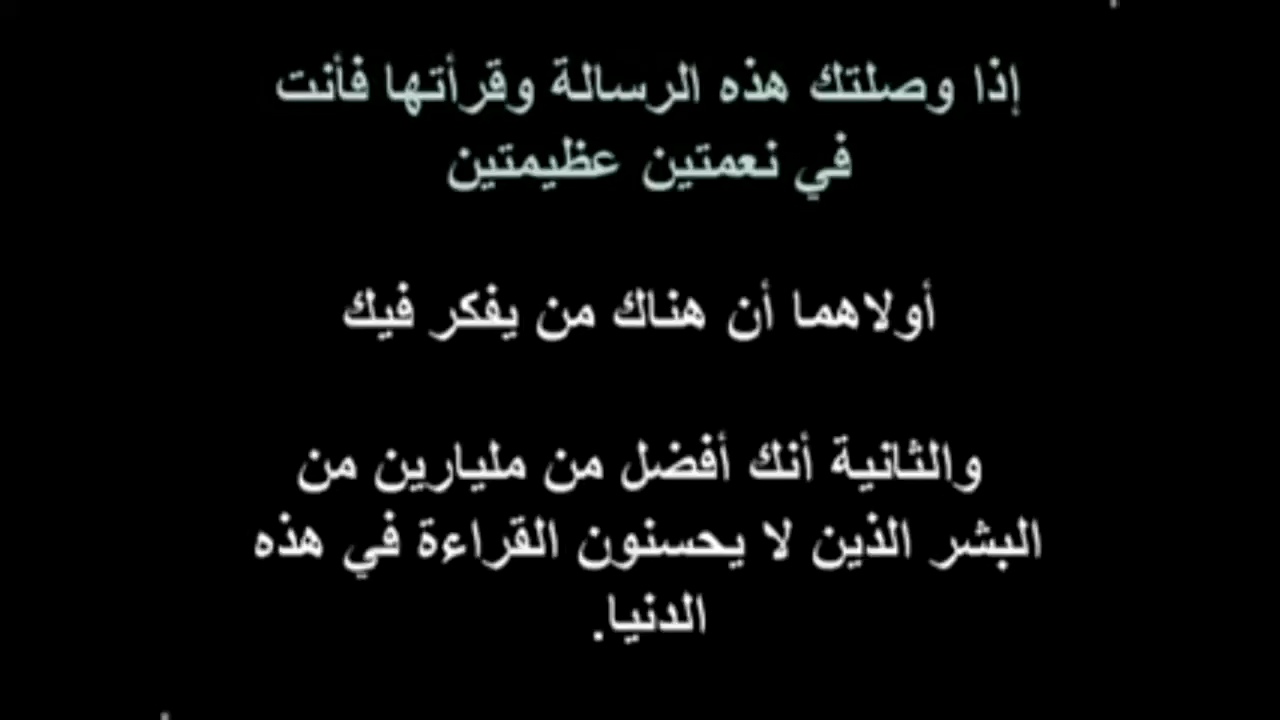 إذا وصلتك هذه الرسالة وقرأتها فأنت
في نعمتين عظيمتين
أولاهما أن هناك من يفكر فيك
والثانية أنك أفضل من مليارين من
البشر الذين لا يحسنون القراءة في هذه
الدنيا.